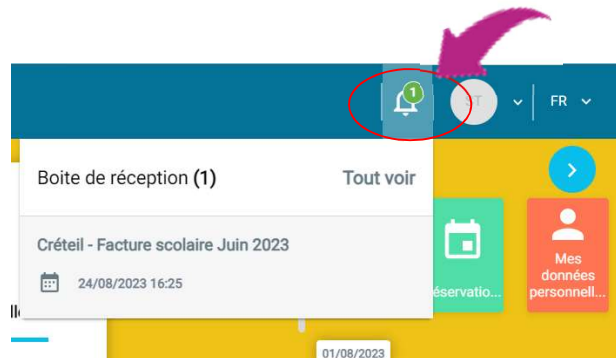 1
ST
FR
Boite de réception (1)
Tout voir
Créteil - Facture scolaire Juin 2023
24/08/2023 16:25
éservatio...
Mes
données
personnell...
01/08/2023